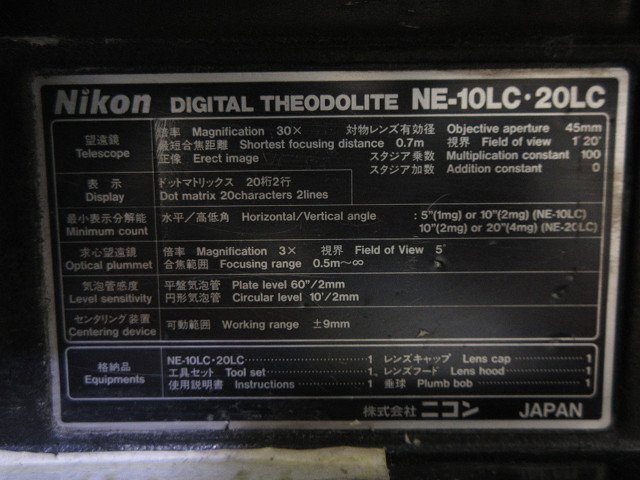 Nikon DIGITAL THEODOLITE NE-10LC・20LC
望遠鏡 Telescope
倍率 Magnification 30× 対物レンズ有効径 Objective aperture 45mm
最短合焦距離 Shortest focusing distance 0.7m 視界 Field of view 1°20'
正像 Erect image スタジア乗数 Multiplication constant 100
スタジア加数 Addition constant 0
表示 Display
ドットマトリックス 20桁2行
Dot matrix 20characters 2lines
最小表示分解能 Minimum count
水平/高低角 Horizontal/Vertical angle : 5"(1mg) or 10"(2mg) (NE-10LC)
10"(2mg) or 20"(4mg) (NE-20LC)
求心望遠鏡 Optical plummet
倍率 Magnification 3× 視界 Field of View 5°
合焦範囲 Focusing range 0.5m~∞
気泡管感度 Level sensitivity
平盤気泡管 Plate level 60"/2mm
円形気泡管 Circular level 10'/2mm
センタリング装置 Centering device
可動範囲 Working range ±9mm
格納品 Equipments
NE-10LC・20LC 1 レンズキャップ Lens cap 1
工具セット Tool set 1 レンズフード Lens hood 1
使用説明書 Instructions 1 垂球 Plumb bob 1
株式会社 ニコン JAPAN